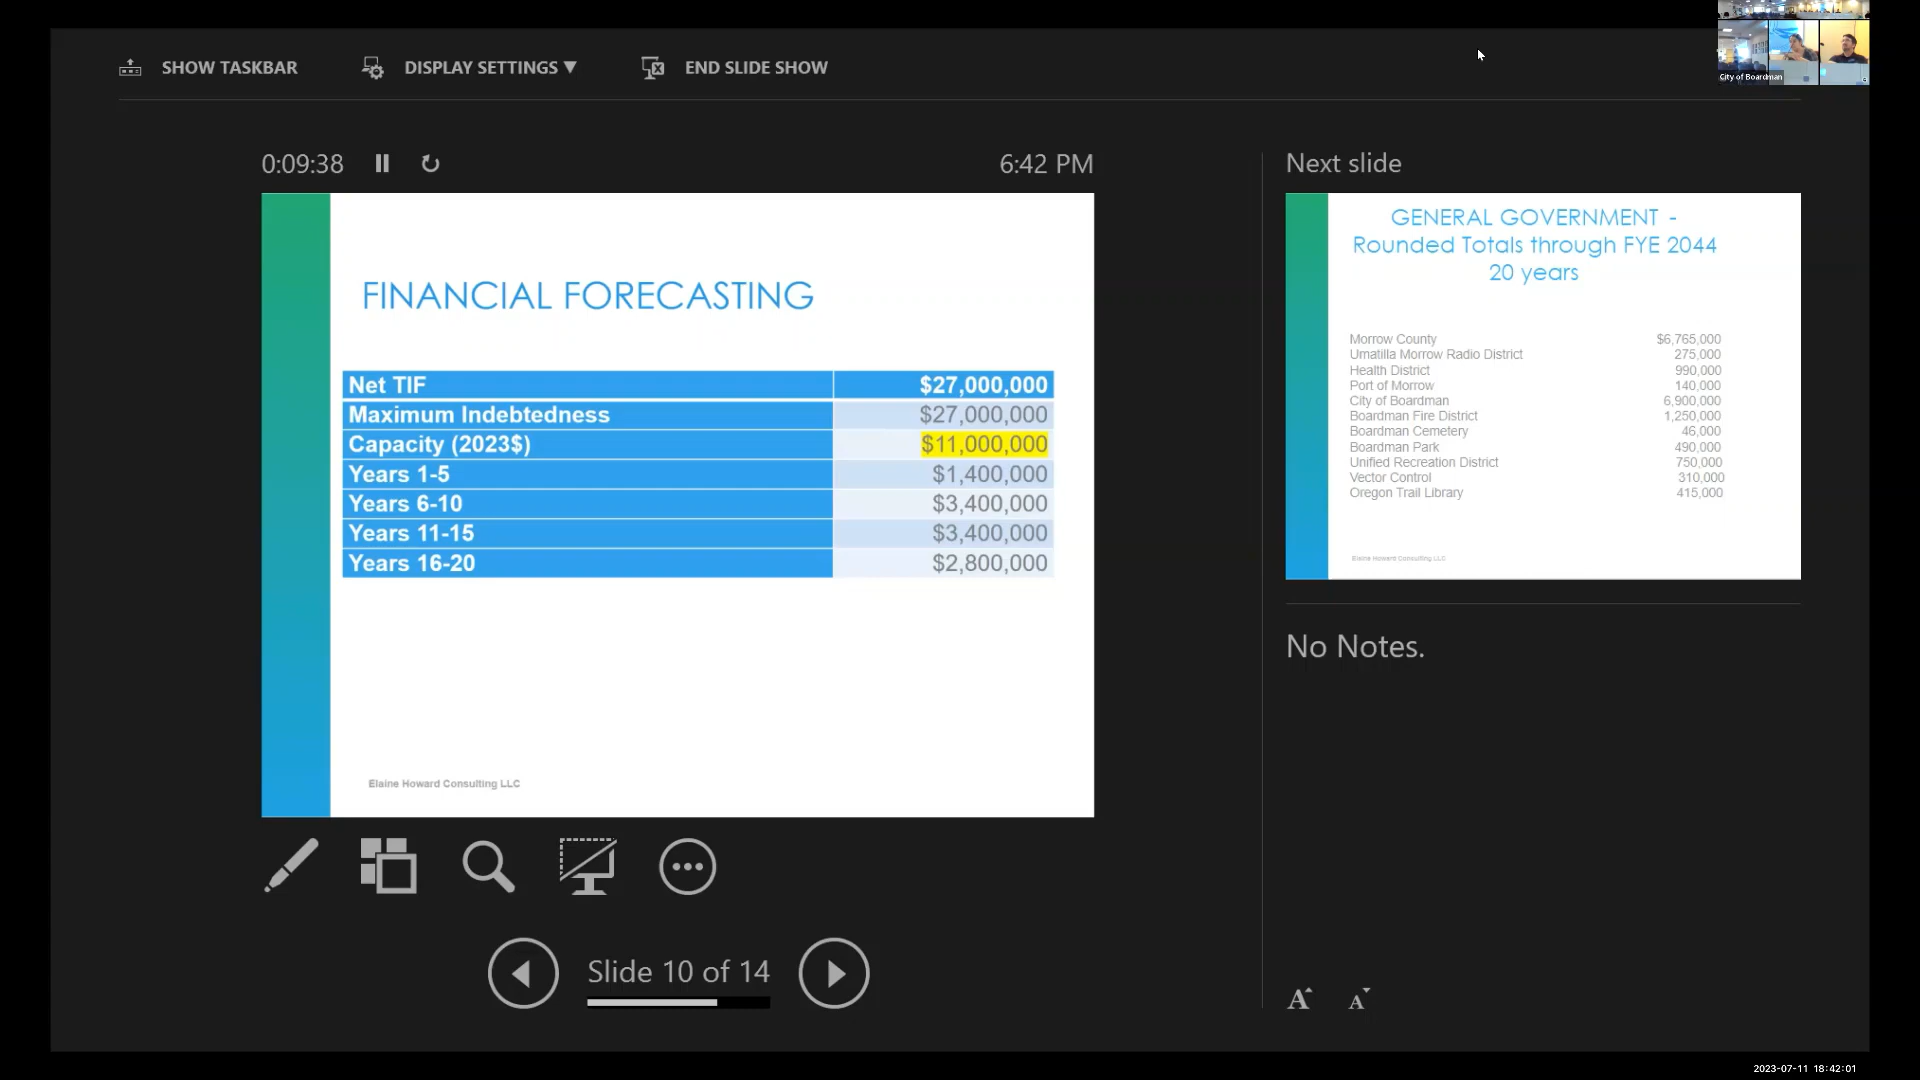 SHOW TASKBAR DISPLAY SETTINGS ▼ END SLIDE SHOW
City of Boardman
0:09:38 6:42 PM
FINANCIAL FORECASTING
Net TIF $27,000,000
Maximum Indebtedness $27,000,000
Capacity (2023$) $11,000,000
Years 1-5 $1,400,000
Years 6-10 $3,400,000
Years 11-15 $3,400,000
Years 16-20 $2,800,000
Elaine Howard Consulting LLC
Slide 10 of 14
Next slide
GENERAL GOVERNMENT -
Rounded Totals through FYE 2044
20 years
Morrow County $6,765,000
Umatilla Morrow Radio District 275,000
Health District 990,000
Port of Morrow 140,000
City of Boardman 6,900,000
Boardman Fire District 1,250,000
Boardman Cemetery 46,000
Boardman Park 490,000
Unified Recreation District 750,000
Vector Control 310,000
Oregon Trail Library 415,000
Elaine Howard Consulting LLC
No Notes.
A A
2023-07-11 18:42:01